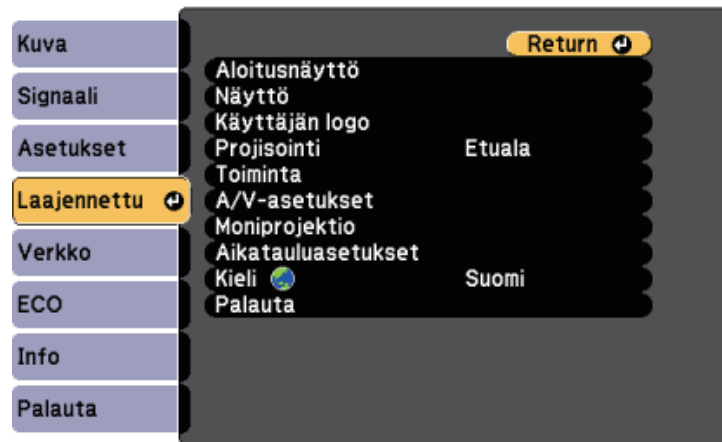 Kuva
Signaali
Asetukset
Laajennettu
Verkko
ECO
Info
Palauta
Return
Aloitusnäyttö
Näyttö
Käyttäjän logo
Projisointi Etuala
Toiminta
A/V-asetukset
Moniprojektio
Aikatauluasetukset
Kieli Suomi
Palauta